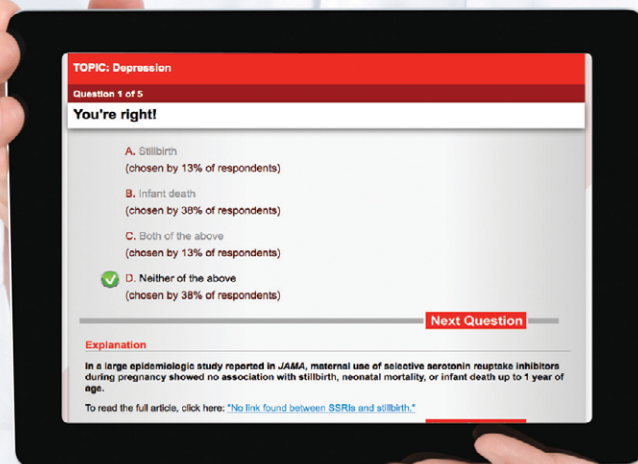 TOPIC: Depression
Question 1 of 5
You're right!
A. Stillbirth
(chosen by 13% of respondents)
B. Infant death
(chosen by 38% of respondents)
C. Both of the above
(chosen by 13% of respondents)
D. Neither of the above
(chosen by 38% of respondents)
Next Question
Explanation
In a large epidemiologic study reported in JAMA, maternal use of selective serotonin reuptake inhibitors
during pregnancy showed no association with stillbirth, neonatal mortality, or infant death up to 1 year of
age.
To read the full article, click here: "No link found between SSRIs and stillbirth."